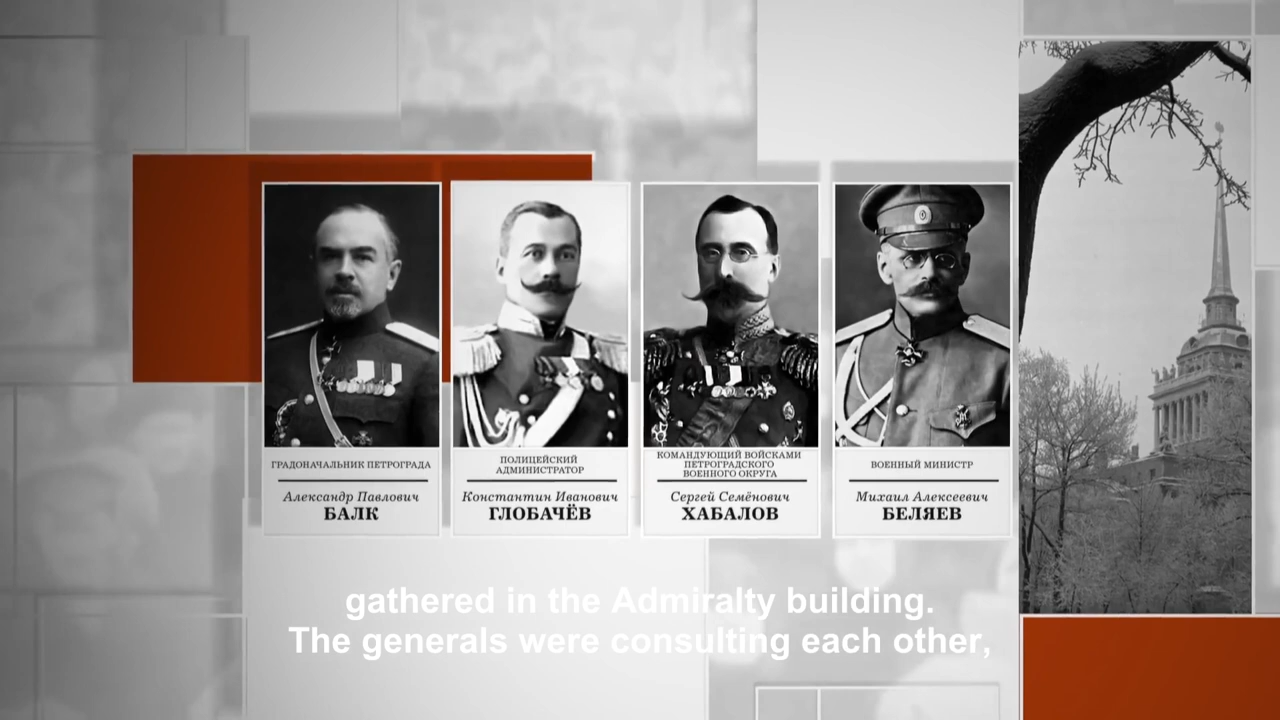 ГРАДОНАЧАЛЬНИК ПЕТРОГРАДА
Александр Павлович
БАЛК
ПОЛИЦЕЙСКИЙ
АДМИНИСТРАТОР
Константин Иванович
ГЛОБАЧЁВ
КОМАНДУЮЩИЙ ВОЙСКАМИ
ПЕТРОГРАДСКОГО
ВОЕННОГО ОКРУГА
Сергей Семёнович
ХАБАЛОВ
ВОЕННЫЙ МИНИСТР
Михаил Алексеевич
БЕЛЯЕВ
gathered in the Admiralty building.
The generals were consulting each other,